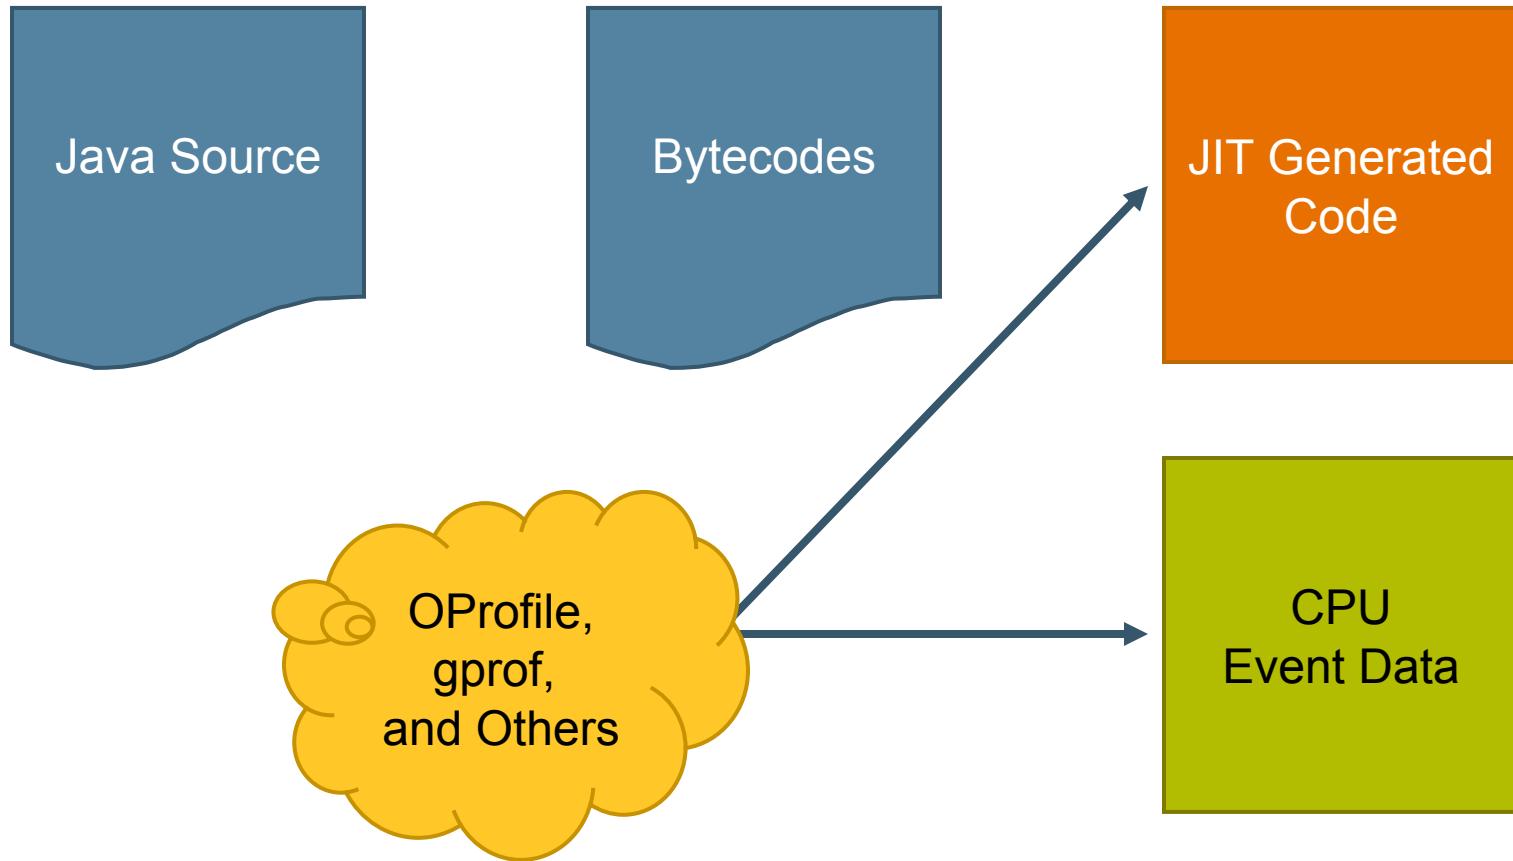 Java Source
Bytecodes
JIT Generated
Code
OProfile,
gprof,
and Others
CPU
Event Data